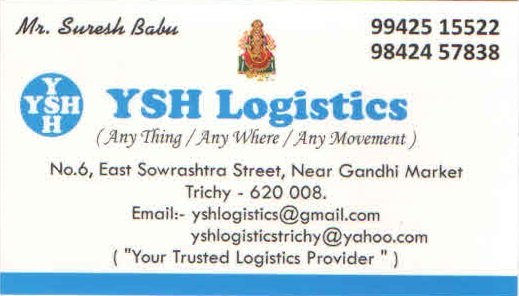 Mr. Suresh Babu
99425 15522
98424 57838
Y
YSH
H
YSH Logistics
( Any Thing / Any Where / Any Movement )
No.6, East Sowrashtra Street, Near Gandhi Market
Trichy - 620 008.
Email:- yshlogistics@gmail.com
yshlogisticstrichy@yahoo.com
( "Your Trusted Logistics Provider " )